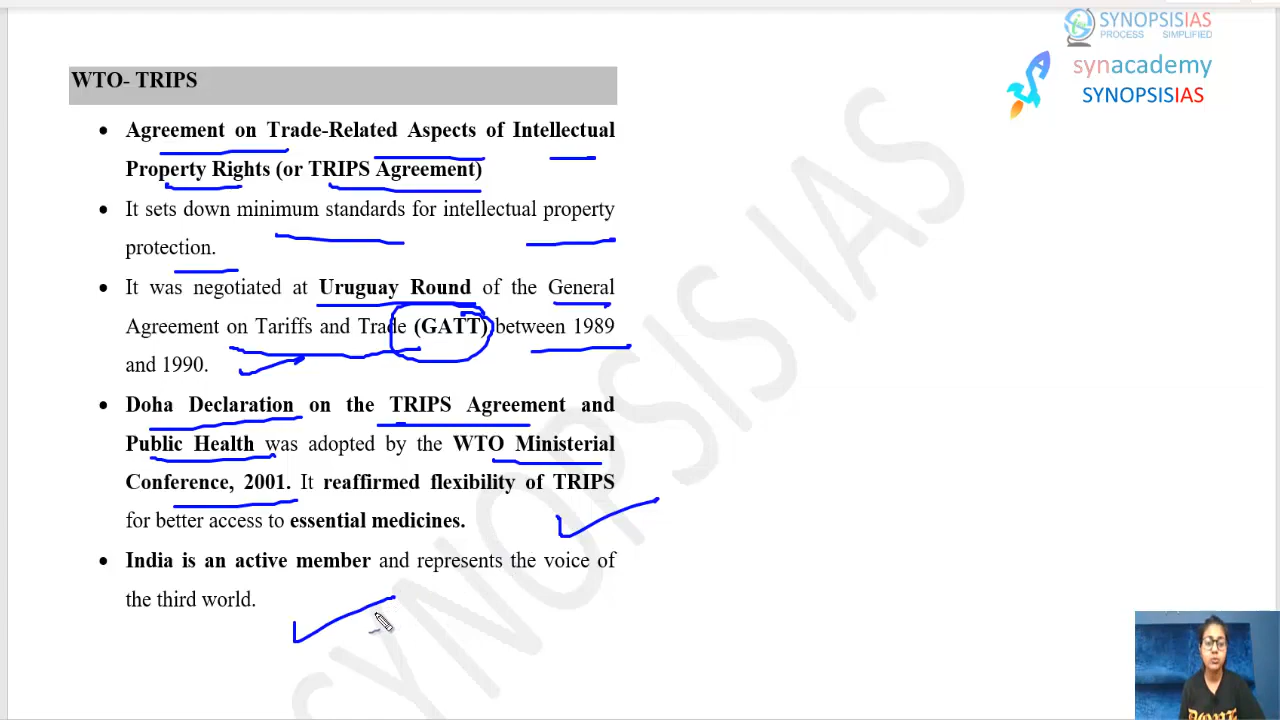 SYNOPSISIAS
PROCESS SIMPLIFIED
synacademy
SYNOPSISIAS
WTO- TRIPS
• Agreement on Trade-Related Aspects of Intellectual
Property Rights (or TRIPS Agreement)
• It sets down minimum standards for intellectual property
protection.
• It was negotiated at Uruguay Round of the General
Agreement on Tariffs and Trade (GATT) between 1989
and 1990.
• Doha Declaration on the TRIPS Agreement and
Public Health was adopted by the WTO Ministerial
Conference, 2001. It reaffirmed flexibility of TRIPS
for better access to essential medicines.
• India is an active member and represents the voice of
the third world.
SYNOPSIS IAS